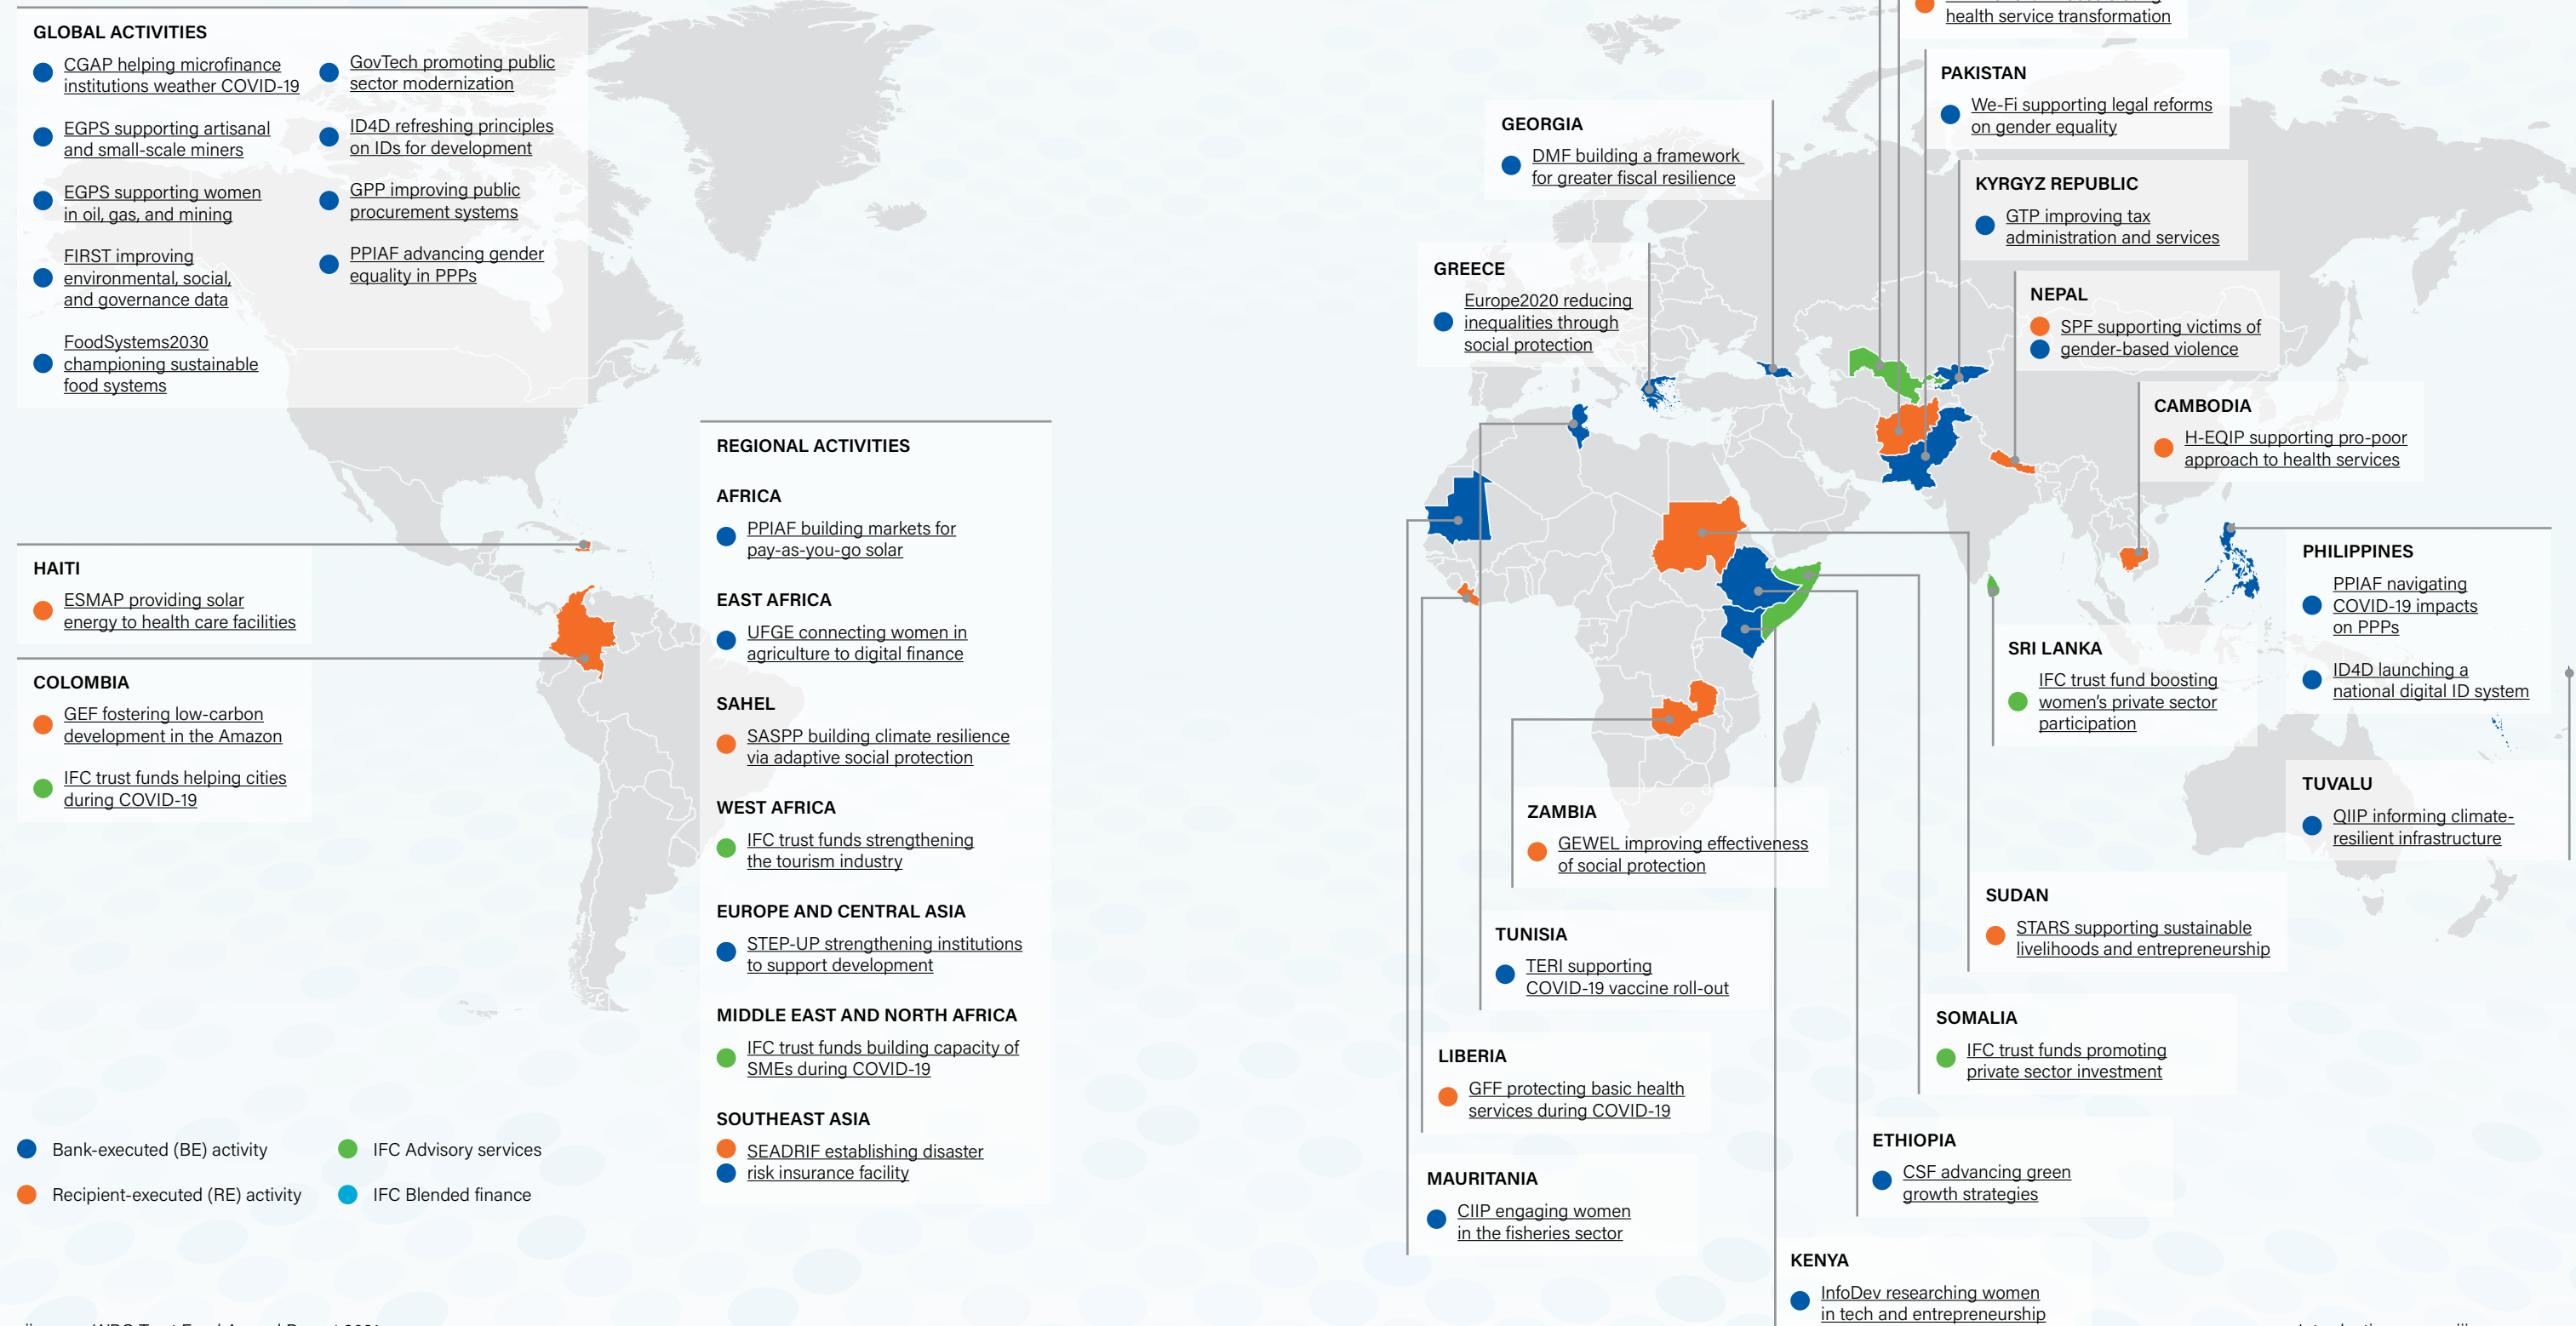 GLOBAL ACTIVITIES
CGAP helping microfinance
institutions weather COVID-19
EGPS supporting artisanal
and small-scale miners
EGPS supporting women
in oil, gas, and mining
FIRST improving
environmental, social,
and governance data
FoodSystems2030
championing sustainable
food systems
GovTech promoting public
sector modernization
ID4D refreshing principles
on IDs for development
GPP improving public
procurement systems
PPIAF advancing gender
equality in PPPs
HAITI
ESMAP providing solar
energy to health care facilities
COLOMBIA
GEF fostering low-carbon
development in the Amazon
IFC trust funds helping cities
during COVID-19
Bank-executed (BE) activity
Recipient-executed (RE) activity
IFC Advisory services
IFC Blended finance
REGIONAL ACTIVITIES
AFRICA
PPIAF building markets for
pay-as-you-go solar
EAST AFRICA
UFGE connecting women in
agriculture to digital finance
SAHEL
SASPP building climate resilience
via adaptive social protection
WEST AFRICA
IFC trust funds strengthening
the tourism industry
EUROPE AND CENTRAL ASIA
STEP-UP strengthening institutions
to support development
MIDDLE EAST AND NORTH AFRICA
IFC trust funds building capacity of
SMEs during COVID-19
SOUTHEAST ASIA
SEADRIF establishing disaster
risk insurance facility
health service transformation
PAKISTAN
We-Fi supporting legal reforms
on gender equality
GEORGIA
DMF building a framework
for greater fiscal resilience
KYRGYZ REPUBLIC
GTP improving tax
administration and services
GREECE
Europe2020 reducing
inequalities through
social protection
NEPAL
SPF supporting victims of
gender-based violence
CAMBODIA
H-EQIP supporting pro-poor
approach to health services
PHILIPPINES
PPIAF navigating
COVID-19 impacts
on PPPs
ID4D launching a
national digital ID system
SRI LANKA
IFC trust fund boosting
women's private sector
participation
TUVALU
QIIP informing climate-
resilient infrastructure
ZAMBIA
GEWEL improving effectiveness
of social protection
SUDAN
STARS supporting sustainable
livelihoods and entrepreneurship
TUNISIA
TERI supporting
COVID-19 vaccine roll-out
SOMALIA
IFC trust funds promoting
private sector investment
LIBERIA
GFF protecting basic health
services during COVID-19
ETHIOPIA
CSF advancing green
growth strategies
MAURITANIA
CIIP engaging women
in the fisheries sector
KENYA
InfoDev researching women
in tech and entrepreneurship